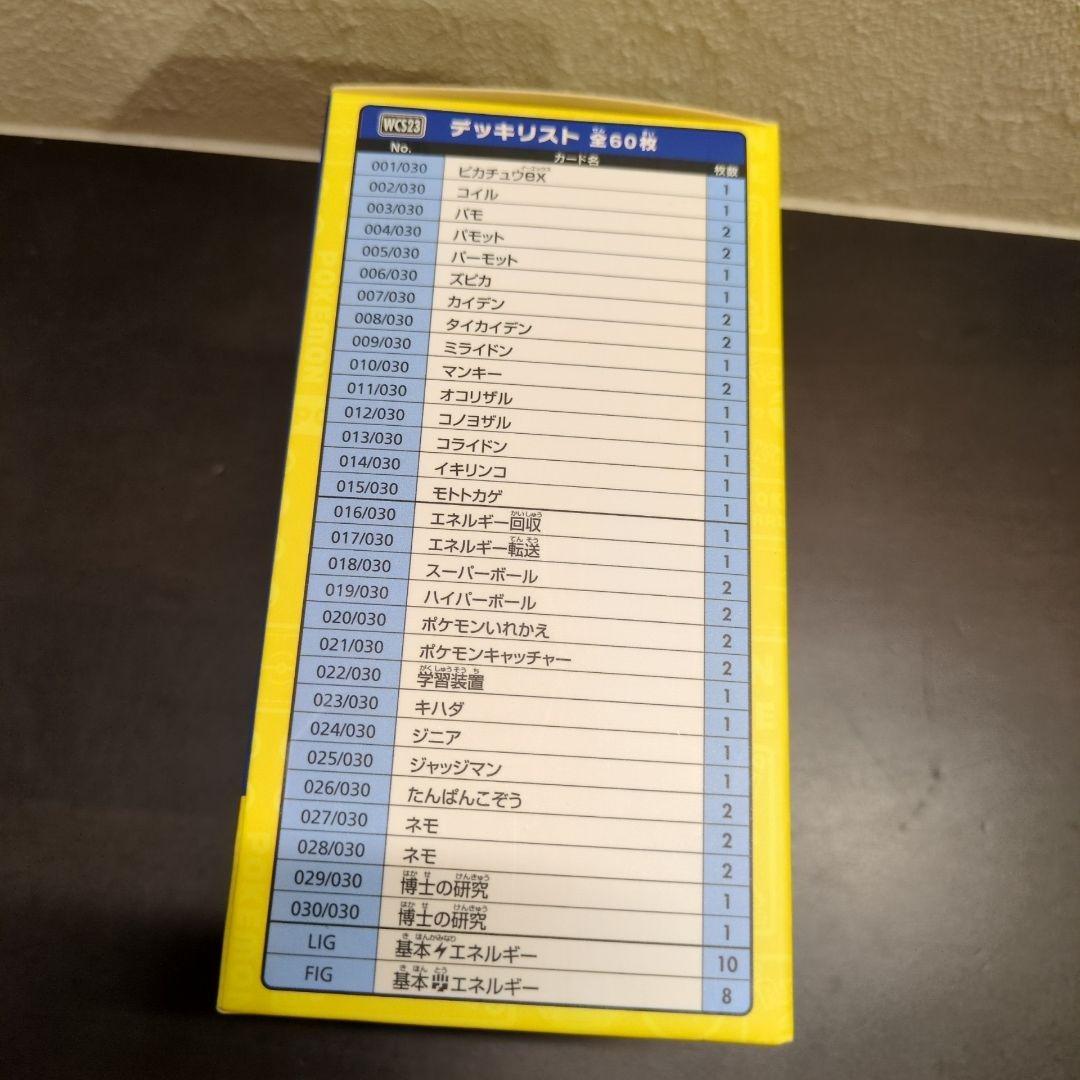 WCS23 デッキリスト 全60枚
No. カード名 枚数
001/030 ピカチュウex 1
002/030 コイル 1
003/030 パモ 2
004/030 パモット 2
005/030 パーモット 1
006/030 ズピカ 1
007/030 カイデン 2
008/030 タイカイデン 2
009/030 ミライドン 1
010/030 マンキー 2
011/030 オコリザル 1
012/030 コノヨザル 1
013/030 コライドン 1
014/030 イキリンコ 1
015/030 モトトカゲ 1
016/030 エネルギー回収 1
017/030 エネルギー転送 1
018/030 スーパーボール 2
019/030 ハイパーボール 2
020/030 ポケモンいれかえ 2
021/030 ポケモンキャッチャー 2
022/030 学習装置 1
023/030 キハダ 1
024/030 ジニア 1
025/030 ジャッジマン 1
026/030 たんぱんこぞう 2
027/030 ネモ 2
028/030 ネモ 2
029/030 博士の研究 1
030/030 博士の研究 1
LIG 基本エネルギー 10
FIG 基本エネルギー 8
POKÉMON